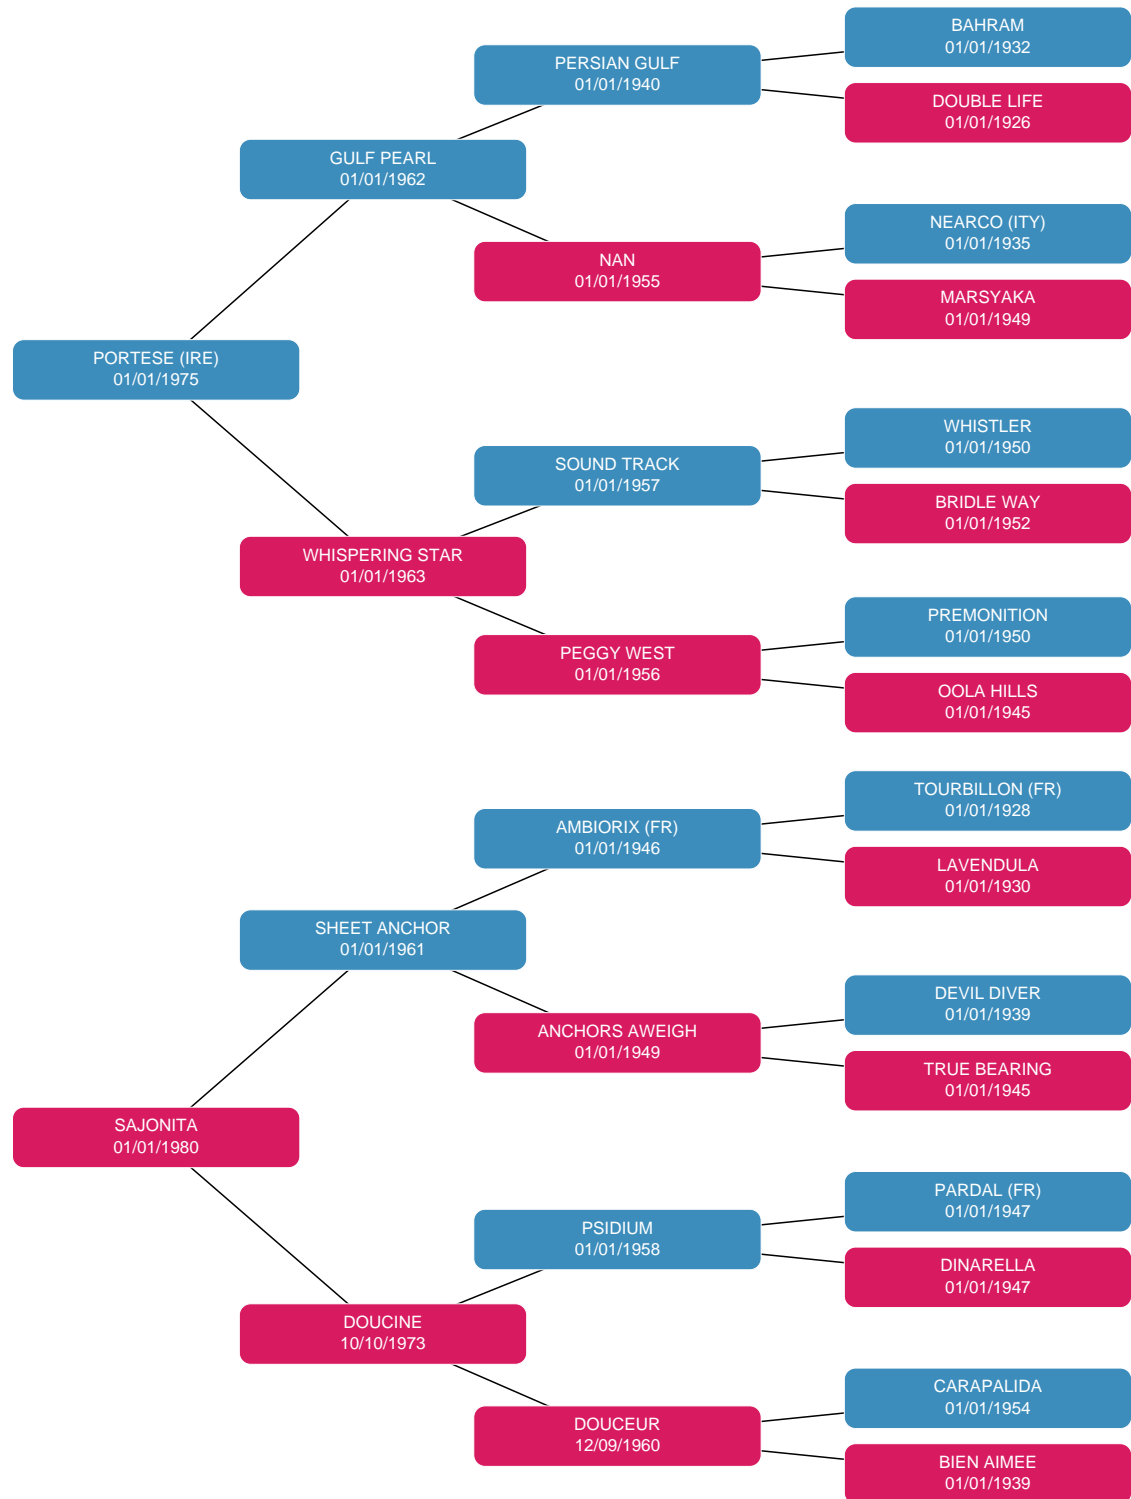 BAHRAM
01/01/1932
PERSIAN GULF
01/01/1940
DOUBLE LIFE
01/01/1926
GULF PEARL
01/01/1962
NEARCO (ITY)
01/01/1935
NAN
01/01/1955
MARSYAKA
01/01/1949
PORTESE (IRE)
01/01/1975
WHISTLER
01/01/1950
SOUND TRACK
01/01/1957
BRIDLE WAY
01/01/1952
WHISPERING STAR
01/01/1963
PREMONITION
01/01/1950
PEGGY WEST
01/01/1956
OOLA HILLS
01/01/1945
TOURBILLON (FR)
01/01/1928
AMBIORIX (FR)
01/01/1946
LAVENDULA
01/01/1930
SHEET ANCHOR
01/01/1961
DEVIL DIVER
01/01/1939
ANCHORS AWEIGH
01/01/1949
TRUE BEARING
01/01/1945
SAJONITA
01/01/1980
PARDAL (FR)
01/01/1947
PSIDIUM
01/01/1958
DINARELLA
01/01/1947
DOUCINE
10/10/1973
CARAPALIDA
01/01/1954
DOUCEUR
12/09/1960
BIEN AIMEE
01/01/1939